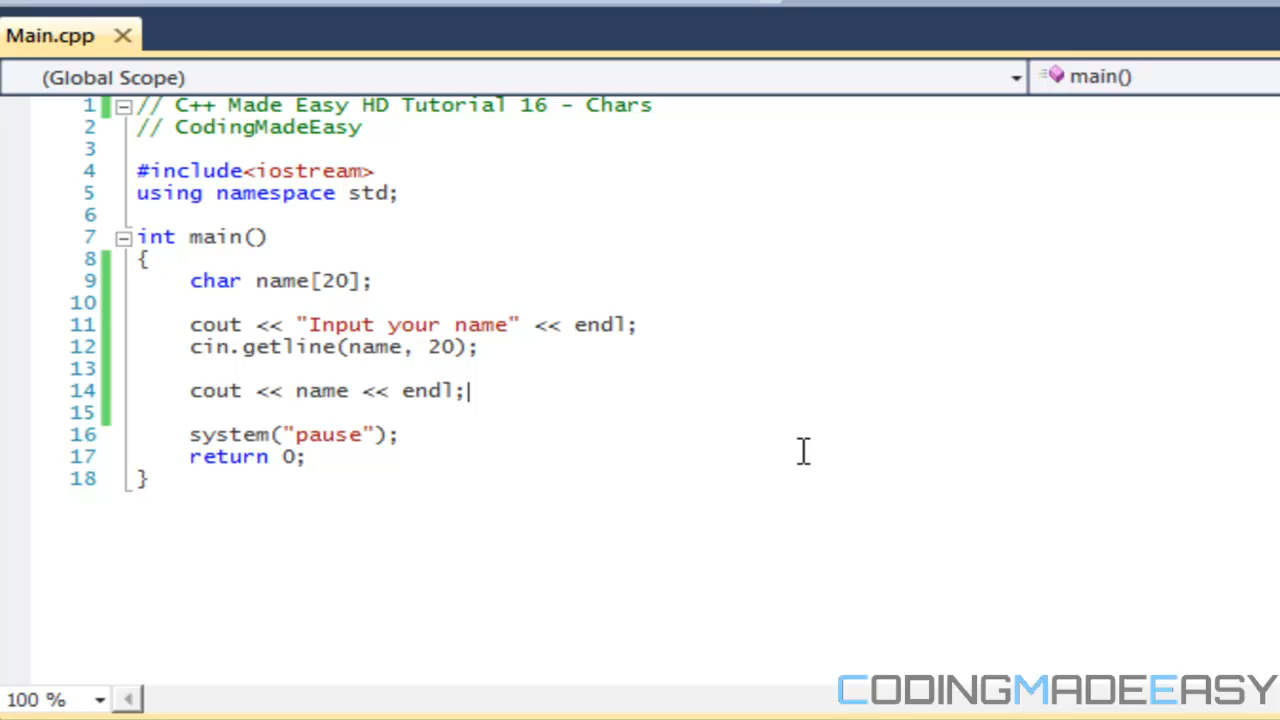 Main.cpp
(Global Scope) main()
1 // C++ Made Easy HD Tutorial 16 - Chars
2 // CodingMadeEasy
3
4 #include<iostream>
5 using namespace std;
6
7 int main()
8 {
9 char name[20];
10
11 cout << "Input your name" << endl;
12 cin.getline(name, 20);
13
14 cout << name << endl;
15
16 system("pause");
17 return 0;
18 }
100 %
CODINGMADEEASY